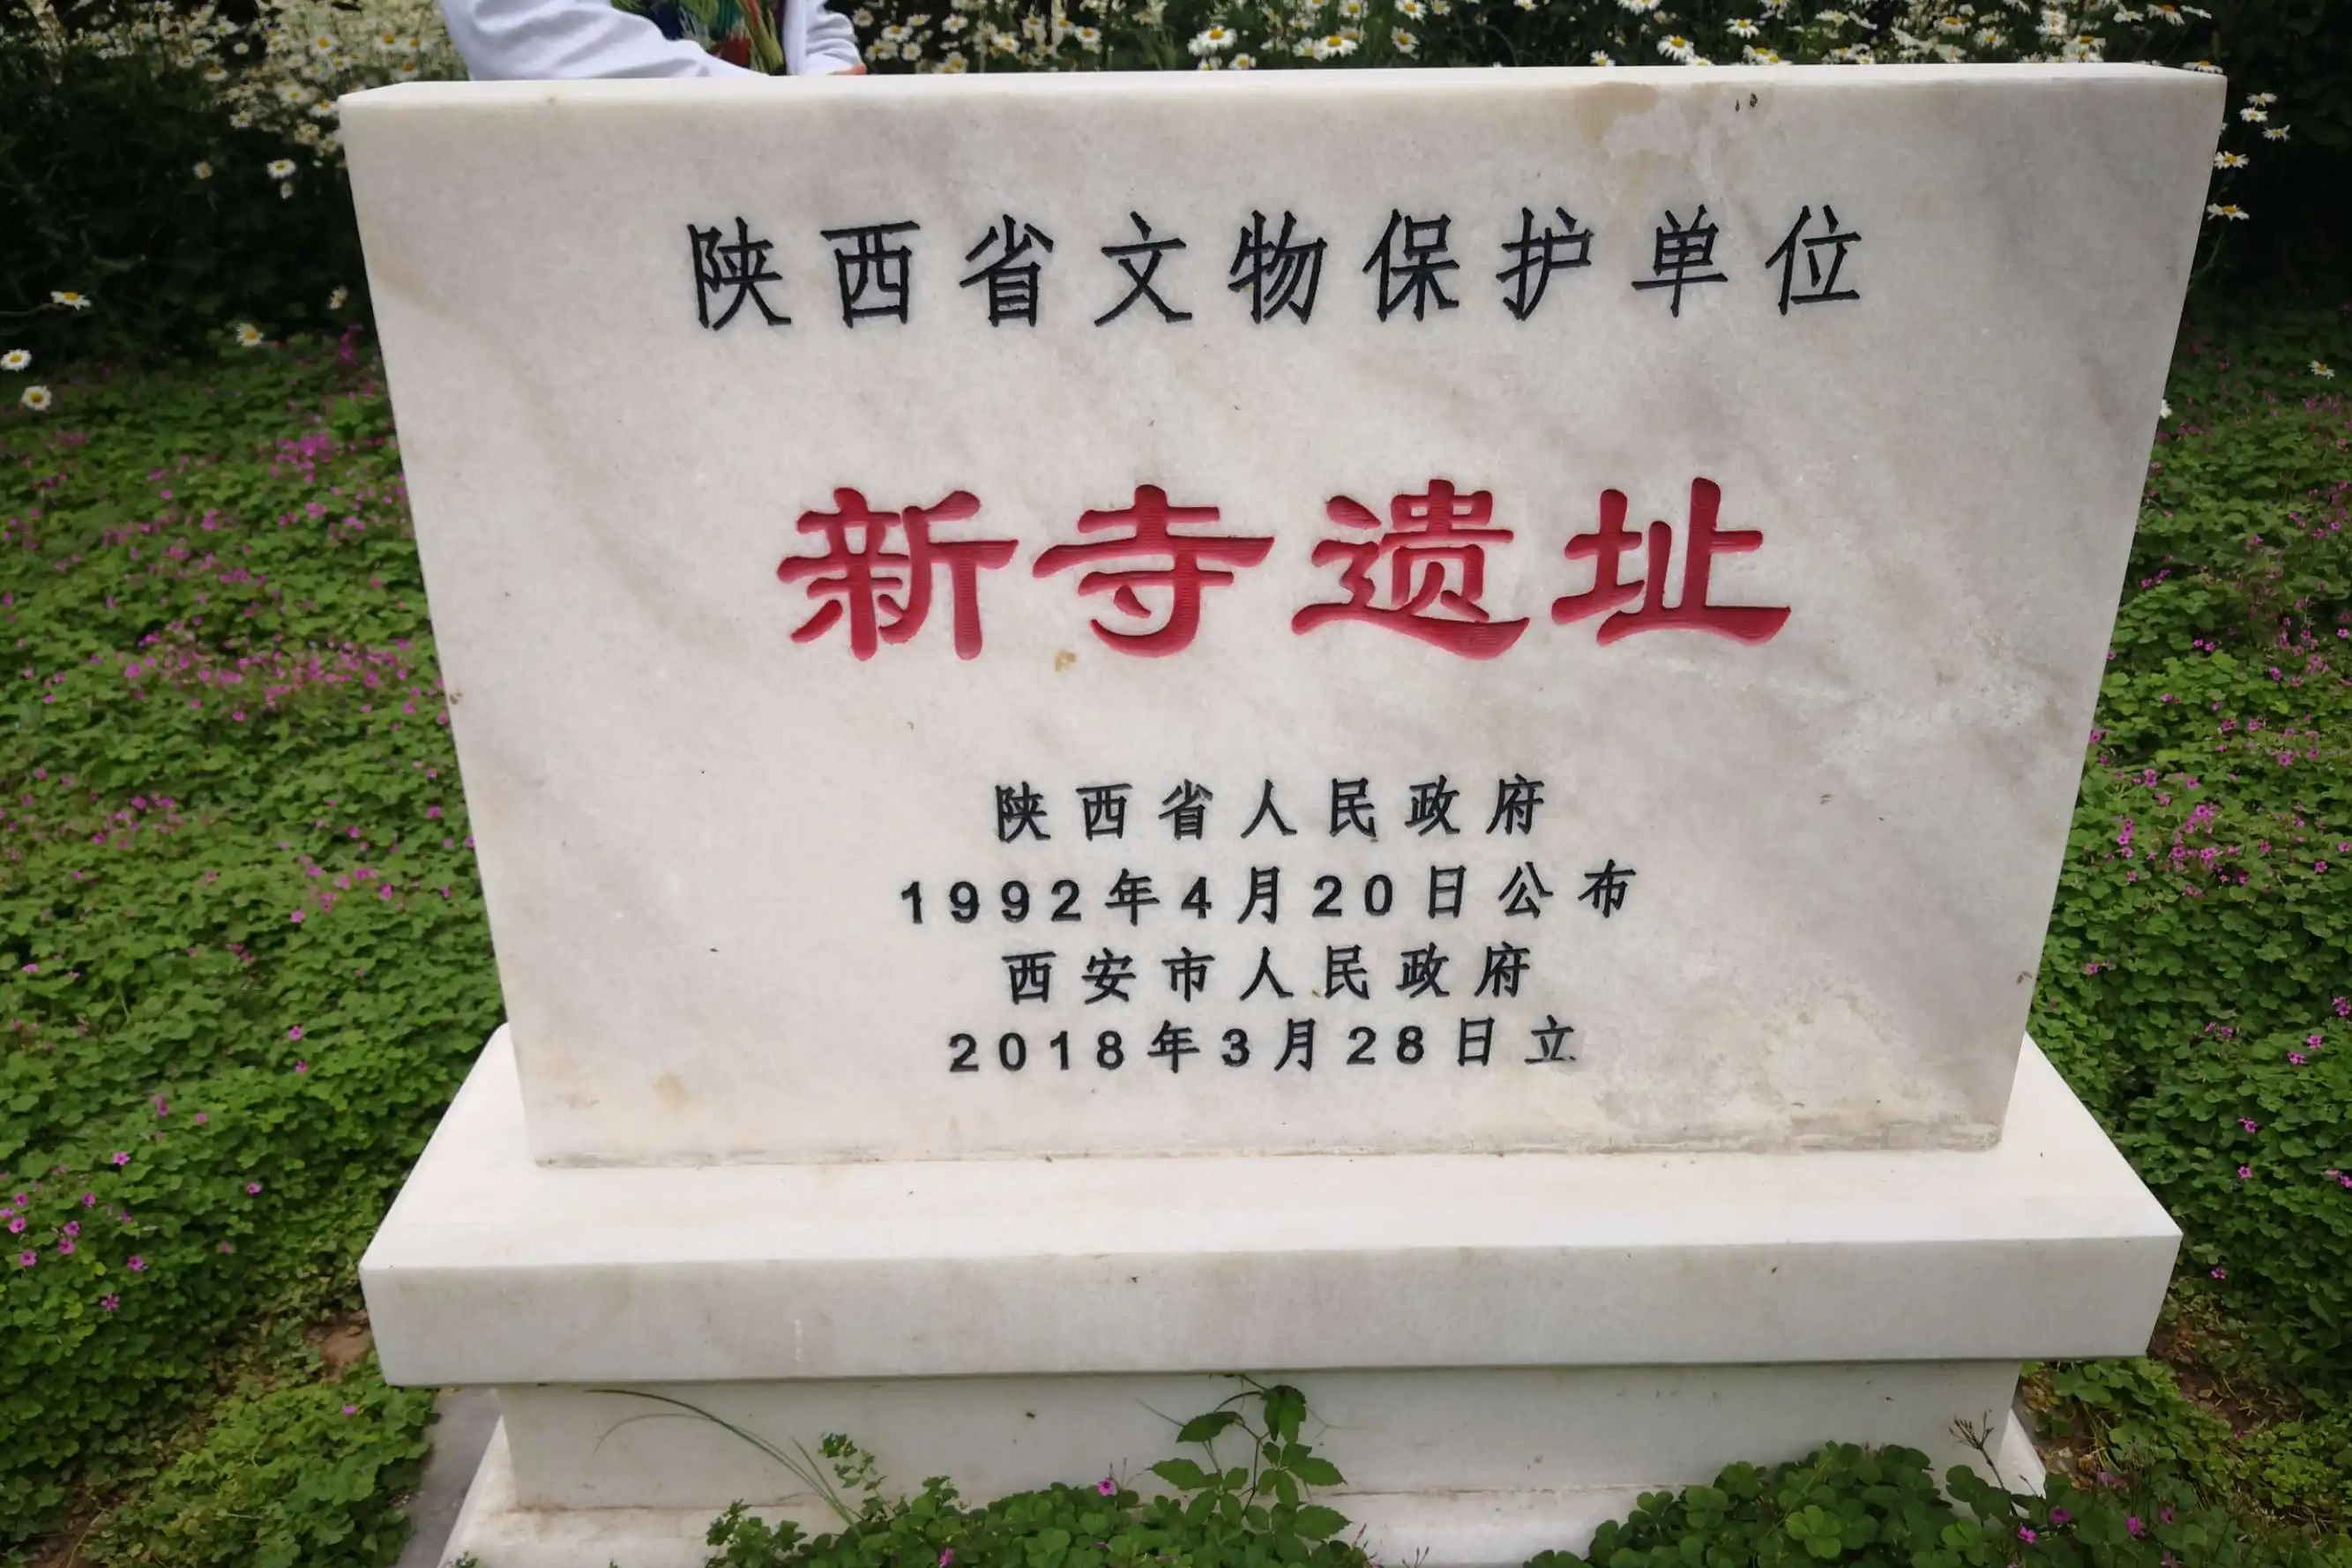 陕西省文物保护单位
新寺遗址
陕西省人民政府
1992年4月20日公布
西安市人民政府
2018年3月28日立